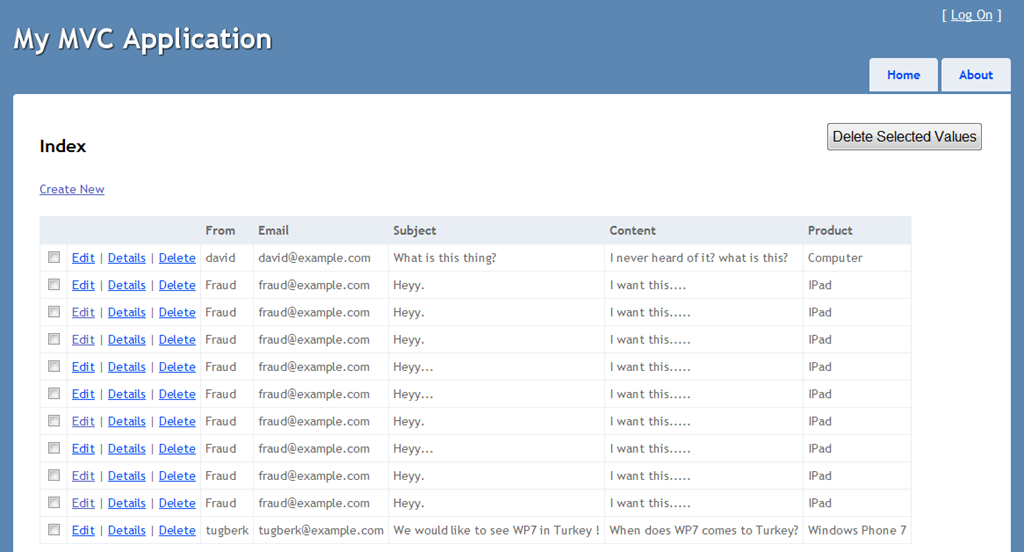 [ Log On ]
My MVC Application
Home About
Delete Selected Values
Index
Create New
From Email Subject Content Product
Edit | Details | Delete david david@example.com What is this thing? I never heard of it? what is this? Computer
Edit | Details | Delete Fraud fraud@example.com Heyy. I want this.... IPad
Edit | Details | Delete Fraud fraud@example.com Heyy. I want this..... IPad
Edit | Details | Delete Fraud fraud@example.com Heyy. I want this..... IPad
Edit | Details | Delete Fraud fraud@example.com Heyy... I want this..... IPad
Edit | Details | Delete Fraud fraud@example.com Heyy... I want this..... IPad
Edit | Details | Delete Fraud fraud@example.com Heyy. I want this..... IPad
Edit | Details | Delete Fraud fraud@example.com Heyy... I want this..... IPad
Edit | Details | Delete Fraud fraud@example.com Heyy. I want this..... IPad
Edit | Details | Delete Fraud fraud@example.com Heyy. I want this..... IPad
Edit | Details | Delete tugberk tugberk@example.com We would like to see WP7 in Turkey ! When does WP7 comes to Turkey? Windows Phone 7